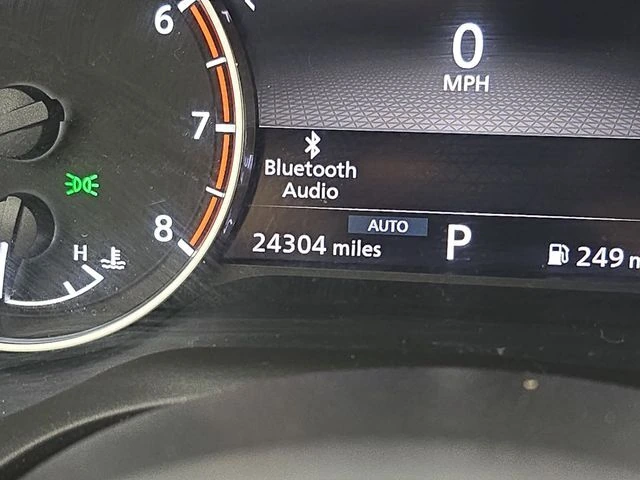 6
7
8
H
0
MPH
Bluetooth
Audio
AUTO
24304 miles
P
249 m